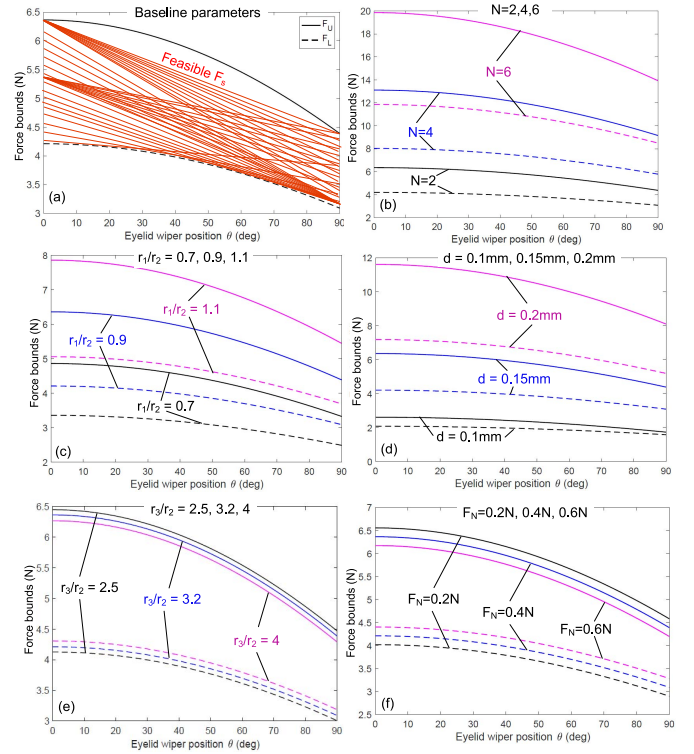 Baseline parameters
6.5
6
5.5
5
4.5
4
3.5
3
Force bounds (N)
F_U
F_L
Feasible F_s
(a)
0 10 20 30 40 50 60 70 80 90
Eyelid wiper position θ (deg)
N=2,4,6
20
18
16
14
12
10
8
6
4
2
Force bounds (N)
N=6
N=4
N=2
(b)
0 10 20 30 40 50 60 70 80 90
Eyelid wiper position θ (deg)
r₁/r₂ = 0.7, 0.9, 1.1
8
7
6
5
4
3
2
Force bounds (N)
r₁/r₂ = 1.1
r₁/r₂ = 0.9
r₁/r₂ = 0.7
(c)
0 10 20 30 40 50 60 70 80 90
Eyelid wiper position θ (deg)
d = 0.1mm, 0.15mm, 0.2mm
12
10
8
6
4
2
0
Force bounds (N)
d = 0.2mm
d = 0.15mm
d = 0.1mm
(d)
0 10 20 30 40 50 60 70 80 90
Eyelid wiper position θ (deg)
r₃/r₂ = 2.5, 3.2, 4
6.5
6
5.5
5
4.5
4
3.5
3
Force bounds (N)
r₃/r₂ = 2.5
r₃/r₂ = 3.2
r₃/r₂ = 4
(e)
0 10 20 30 40 50 60 70 80 90
Eyelid wiper position θ (deg)
F_N=0.2N, 0.4N, 0.6N
7
6.5
6
5.5
5
4.5
4
3.5
3
2.5
Force bounds (N)
F_N=0.2N
F_N=0.4N
F_N=0.6N
(f)
0 10 20 30 40 50 60 70 80 90
Eyelid wiper position θ (deg)